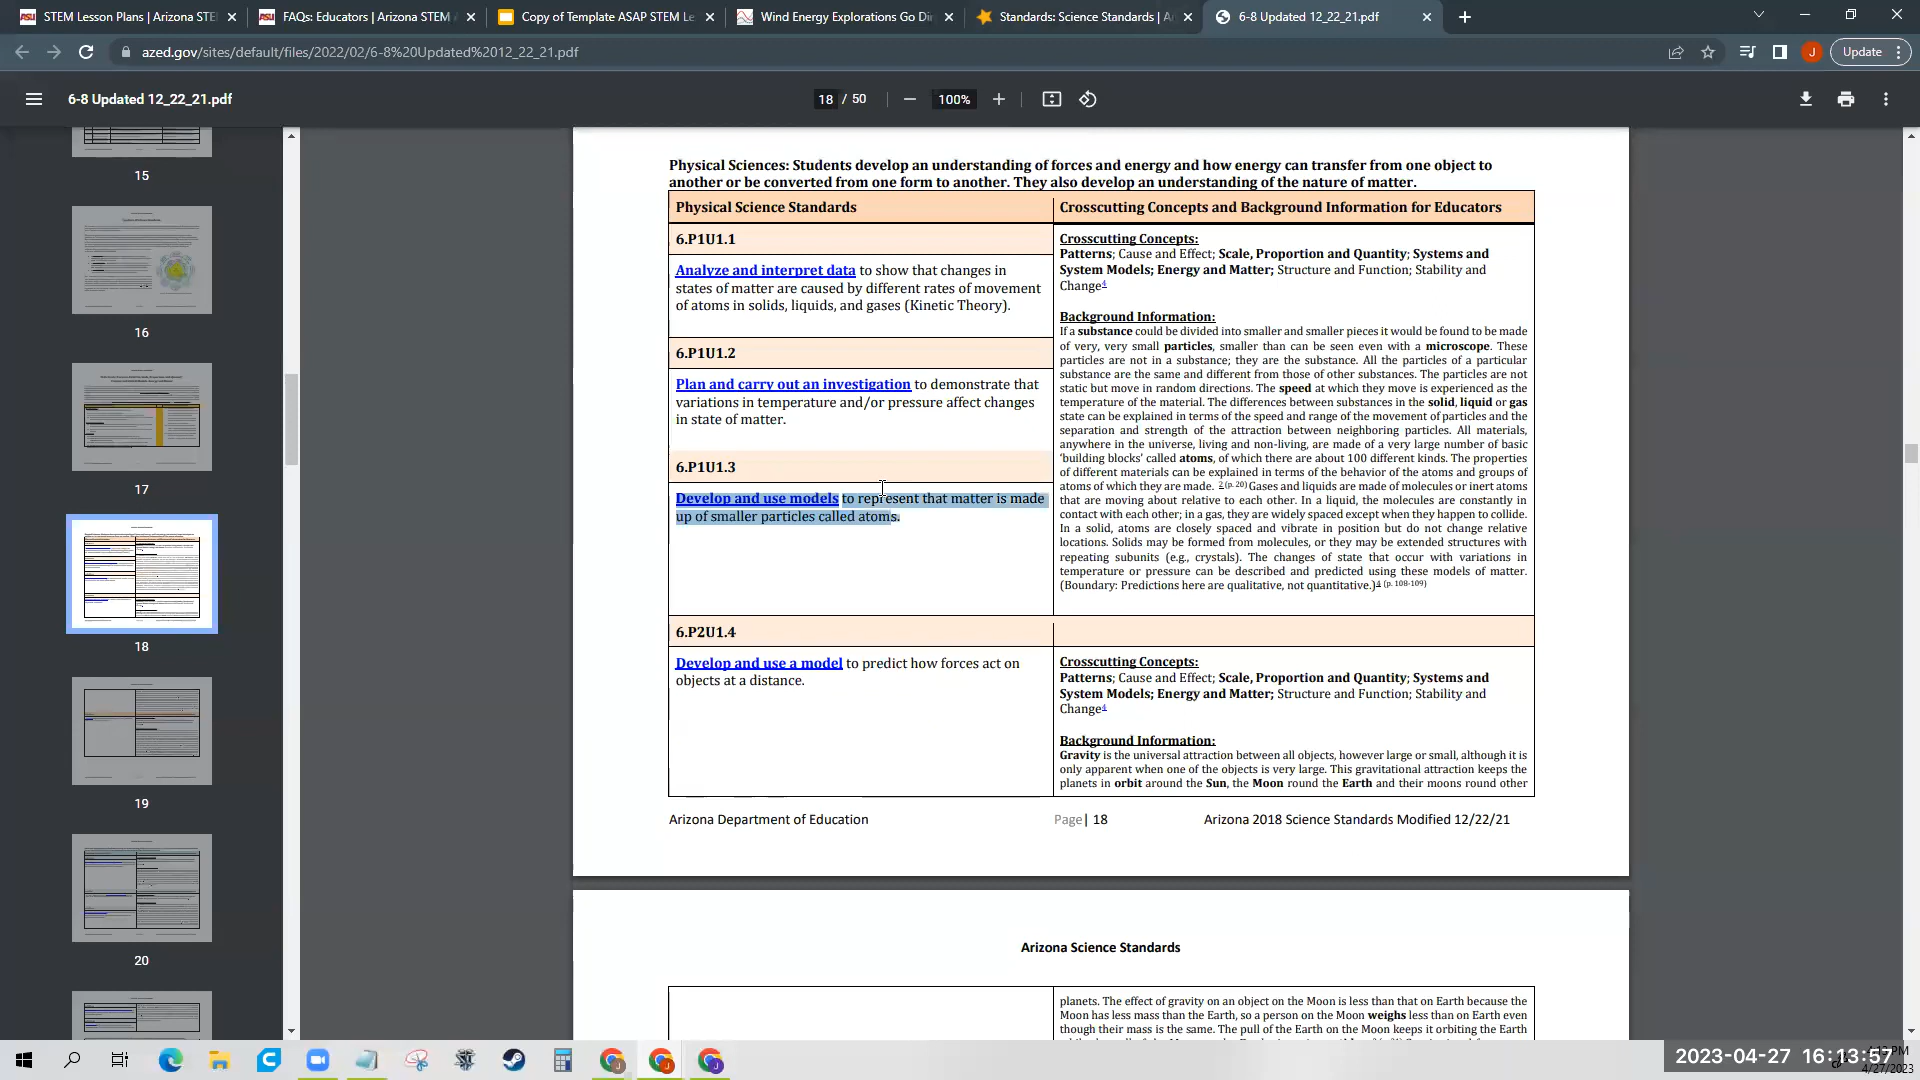 STEM Lesson Plans | Arizona STE
FAQs: Educators | Arizona STEM
Copy of Template ASAP STEM Le
Wind Energy Explorations Go Di
Standards: Science Standards | A
6-8 Updated 12_22_21.pdf
azed.gov/sites/default/files/2022/02/6-8%20Updated%2012_22_21.pdf
J
Update
6-8 Updated 12_22_21.pdf
18 / 50
100%
15
16
17
18
19
20
Physical Sciences: Students develop an understanding of forces and energy and how energy can transfer from one object to
another or be converted from one form to another. They also develop an understanding of the nature of matter.
Physical Science Standards
Crosscutting Concepts and Background Information for Educators
6.P1U1.1
Analyze and interpret data to show that changes in
states of matter are caused by different rates of movement
of atoms in solids, liquids, and gases (Kinetic Theory).
6.P1U1.2
Plan and carry out an investigation to demonstrate that
variations in temperature and/or pressure affect changes
in state of matter.
6.P1U1.3
Develop and use models to represent that matter is made
up of smaller particles called atoms.
Crosscutting Concepts:
Patterns; Cause and Effect; Scale, Proportion and Quantity; Systems and
System Models; Energy and Matter; Structure and Function; Stability and
Change4
Background Information:
If a substance could be divided into smaller and smaller pieces it would be found to be made
of very, very small particles, smaller than can be seen even with a microscope. These
particles are not in a substance; they are the substance. All the particles of a particular
substance are the same and different from those of other substances. The particles are not
static but move in random directions. The speed at which they move is experienced as the
temperature of the material. The differences between substances in the solid, liquid or gas
state can be explained in terms of the speed and range of the movement of particles and the
separation and strength of the attraction between neighboring particles. All materials,
anywhere in the universe, living and non-living, are made of a very large number of basic
'building blocks' called atoms, of which there are about 100 different kinds. The properties
of different materials can be explained in terms of the behavior of the atoms and groups of
atoms of which they are made. 2 (p. 20) Gases and liquids are made of molecules or inert atoms
that are moving about relative to each other. In a liquid, the molecules are constantly in
contact with each other; in a gas, they are widely spaced except when they happen to collide.
In a solid, atoms are closely spaced and vibrate in position but do not change relative
locations. Solids may be formed from molecules, or they may be extended structures with
repeating subunits (e.g., crystals). The changes of state that occur with variations in
temperature or pressure can be described and predicted using these models of matter.
(Boundary: Predictions here are qualitative, not quantitative.)4 (p. 108-109)
6.P2U1.4
Develop and use a model to predict how forces act on
objects at a distance.
Crosscutting Concepts:
Patterns; Cause and Effect; Scale, Proportion and Quantity; Systems and
System Models; Energy and Matter; Structure and Function; Stability and
Change4
Background Information:
Gravity is the universal attraction between all objects, however large or small, although it is
only apparent when one of the objects is very large. This gravitational attraction keeps the
planets in orbit around the Sun, the Moon round the Earth and their moons round other
Arizona Department of Education
Page| 18
Arizona 2018 Science Standards Modified 12/22/21
Arizona Science Standards
planets. The effect of gravity on an object on the Moon is less than that on Earth because the
Moon has less mass than the Earth, so a person on the Moon weighs less than on Earth even
though their mass is the same. The pull of the Earth on the Moon keeps it orbiting the Earth
2023-04-27 16:13:57
4/27/2023